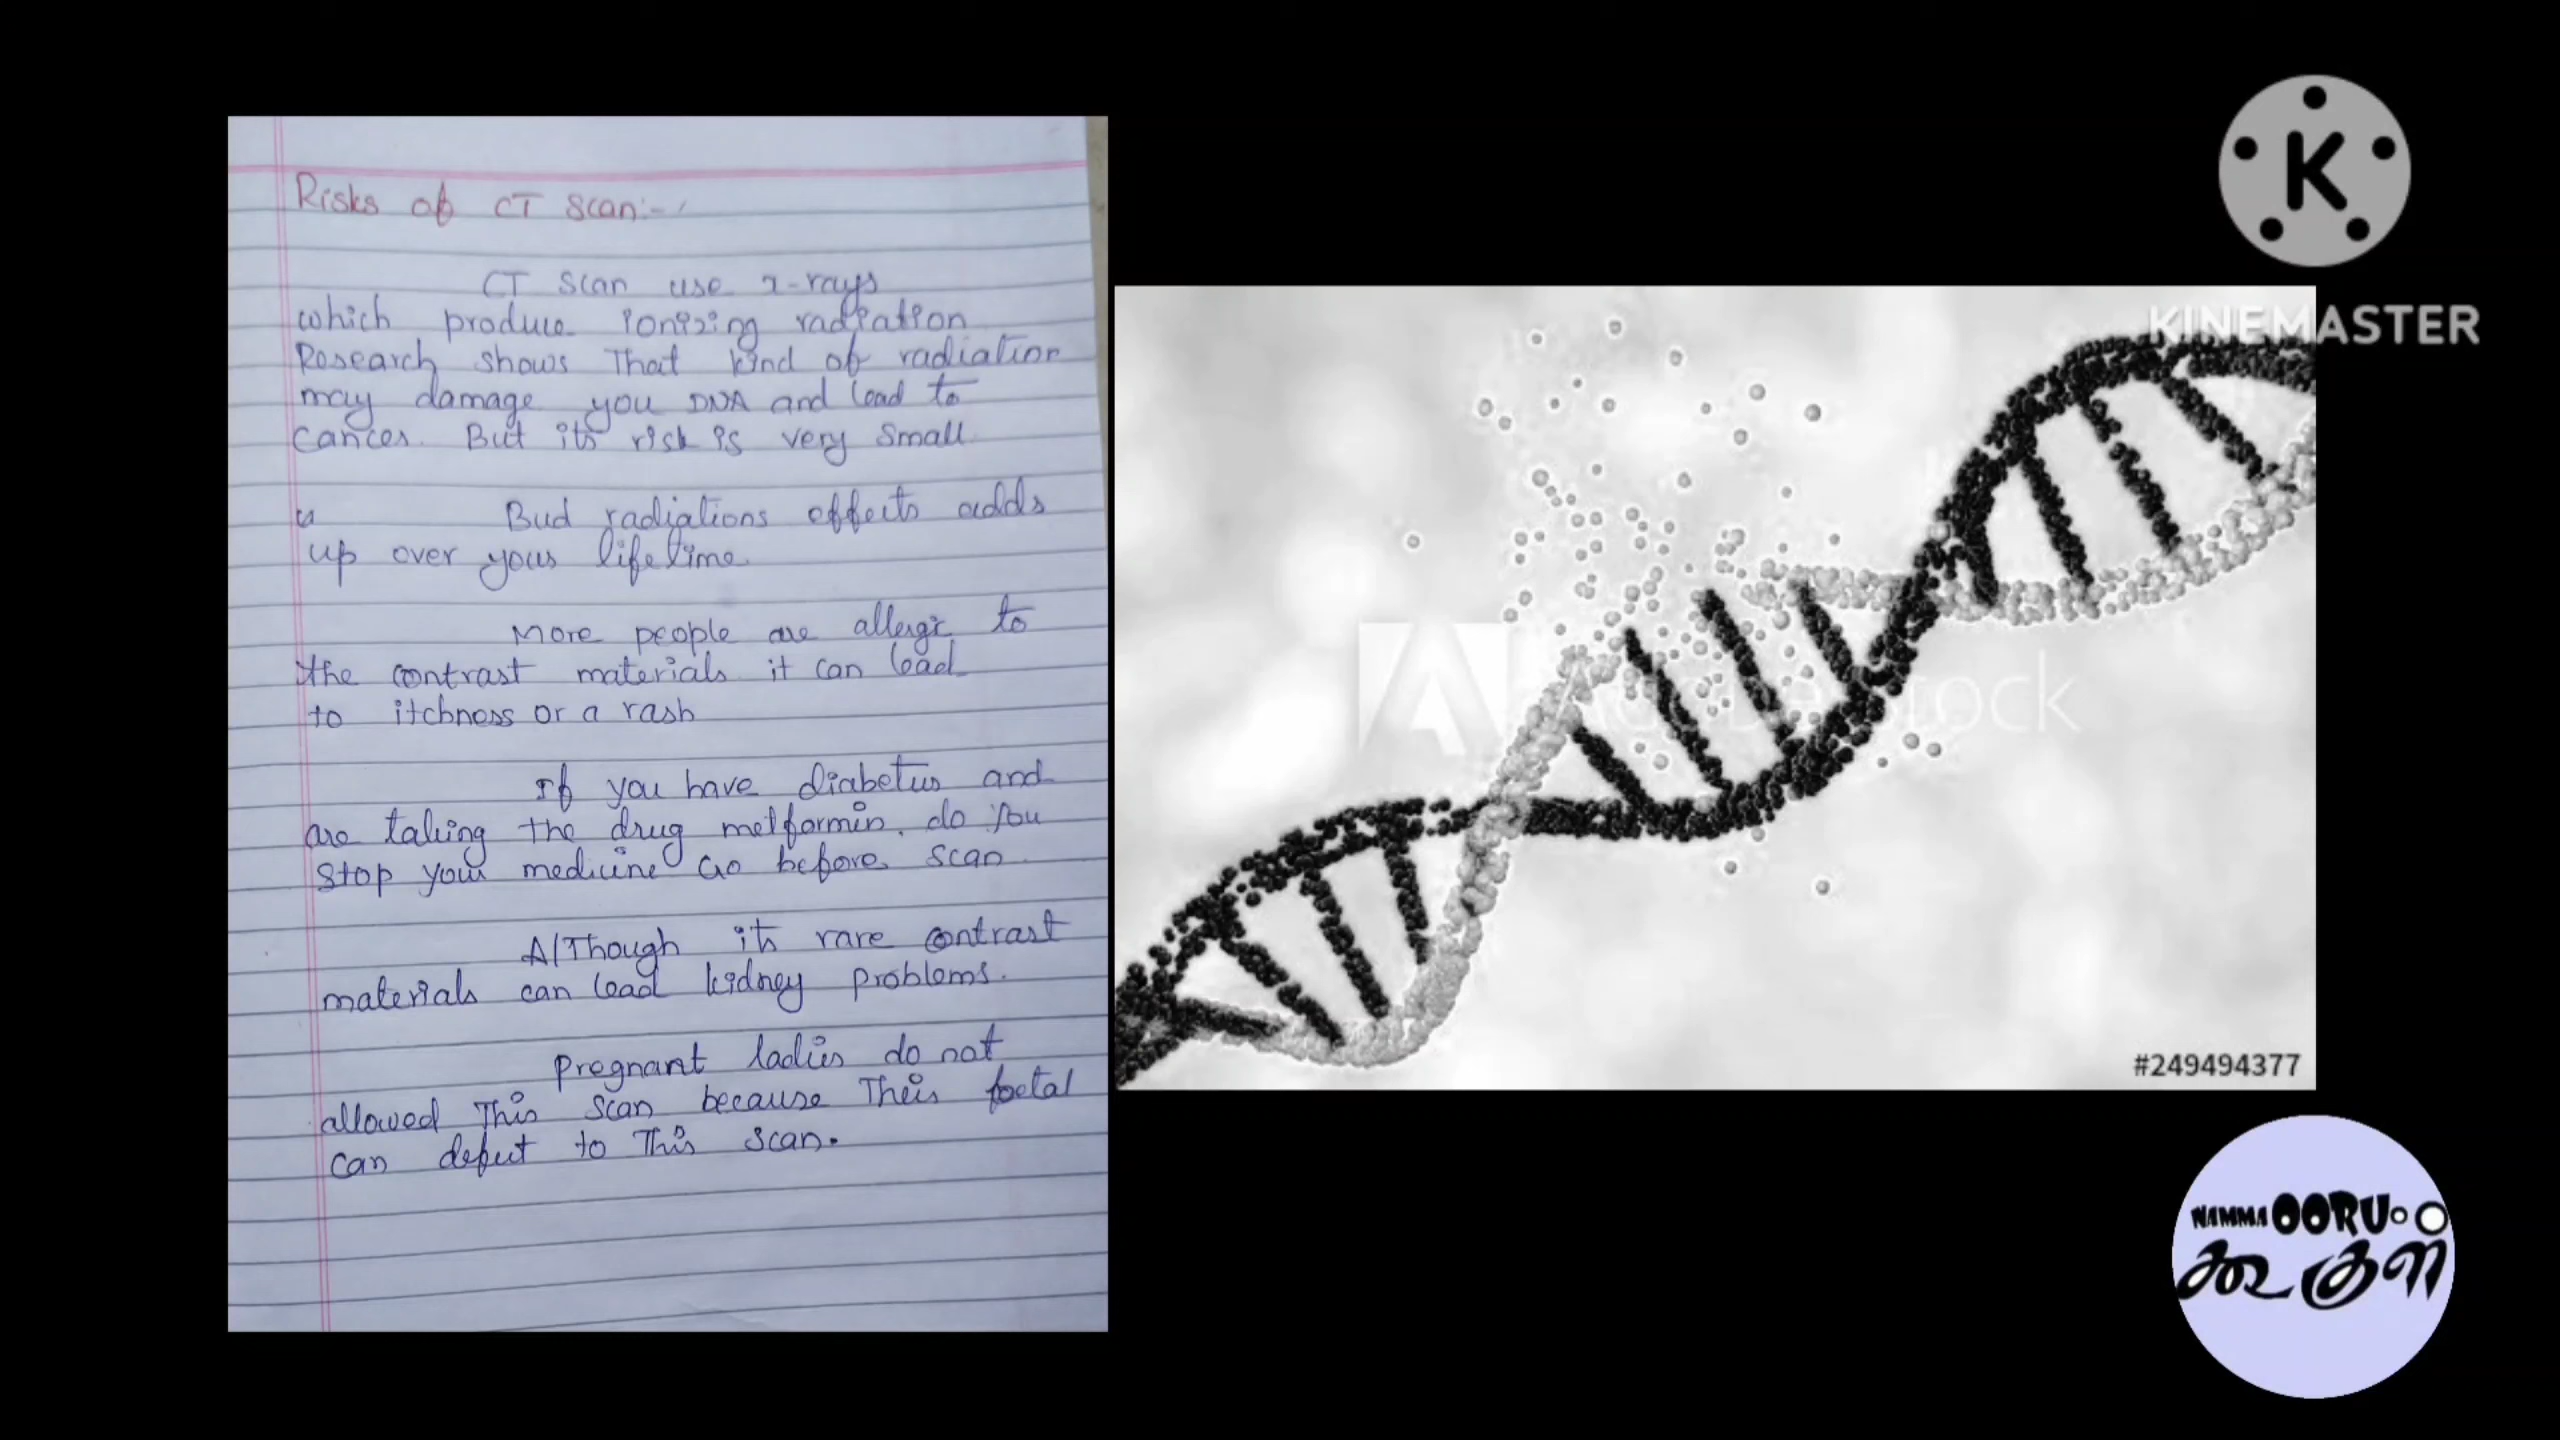 Risks of CT Scan:-
CT Scan use x-rays
which produce ionizing radiation
Research shows That kind of radiation
may damage you DNA and lead to
cancer. But its risk is very small
Bud radiations effects adds
up over your lifetime.
More people are allergic to
the contrast materials it can lead
to itchness or a rash
If you have diabetus and
are taking the drug metformin. do you
stop your medicine Go before scan
Although its rare contrast
materials can lead kidney problems.
Pregnant ladies do not
allowed This scan because Their foetal
can defect to This scan.
K
KINEMASTER
Adobe Stock
#249494377
NAMMA OORU
கூகுள்